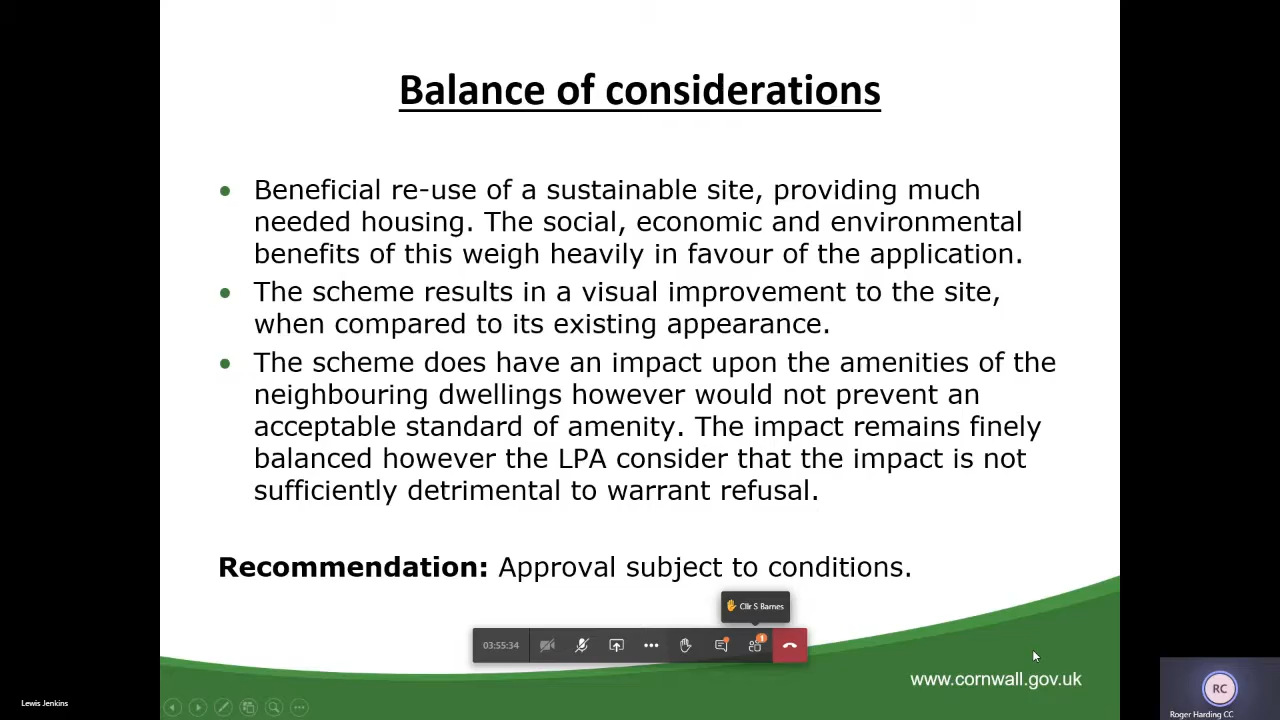 Balance of considerations
Beneficial re-use of a sustainable site, providing much
needed housing. The social, economic and environmental
benefits of this weigh heavily in favour of the application.
The scheme results in a visual improvement to the site,
when compared to its existing appearance.
The scheme does have an impact upon the amenities of the
neighbouring dwellings however would not prevent an
acceptable standard of amenity. The impact remains finely
balanced however the LPA consider that the impact is not
sufficiently detrimental to warrant refusal.
Recommendation: Approval subject to conditions.
Cllr S Barnes
03:55:34
1
www.cornwall.gov.uk
Lewis Jenkins
RC
Roger Harding CC